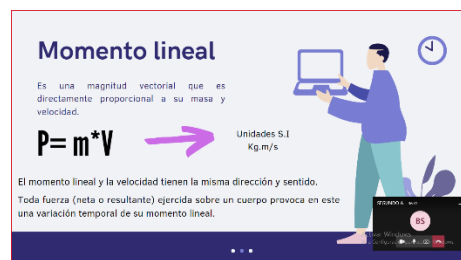 Momento lineal
Es una magnitud vectorial que es
directamente proporcional a su masa y
velocidad.
P= m*V
Unidades S.I
Kg.m/s
El momento lineal y la velocidad tienen la misma dirección y sentido.
Toda fuerza (neta o resultante) ejercida sobre un cuerpo provoca en este
una variación temporal de su momento lineal.
SEGUNDO A
BS
Windows